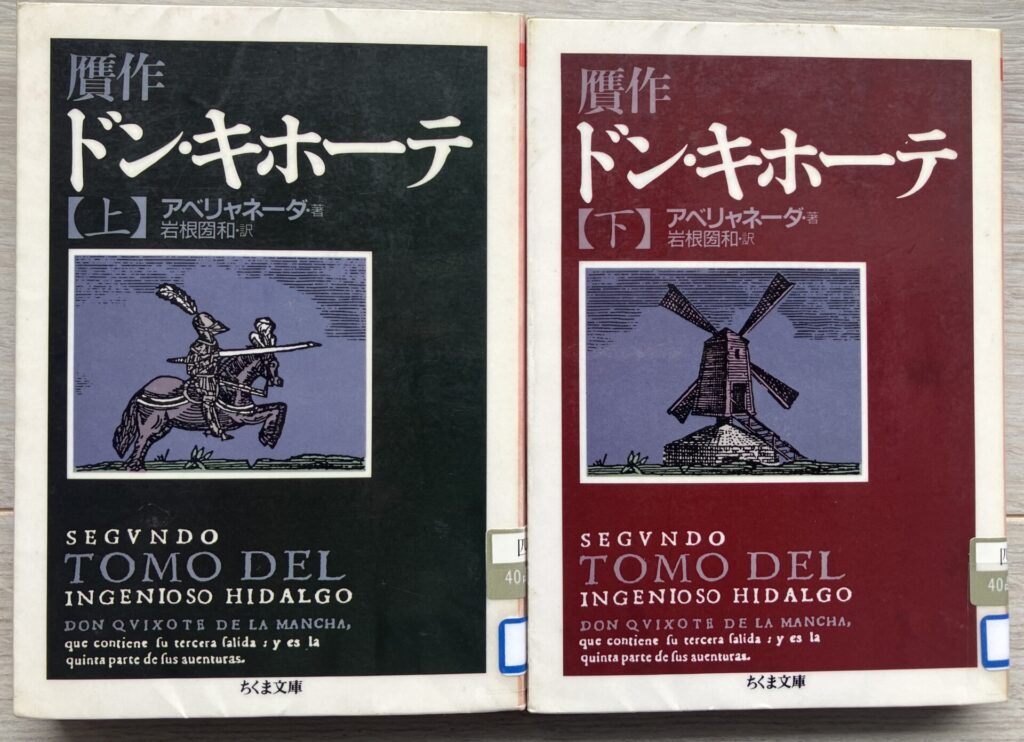 贋作
ドン・キホーテ
【上】
アベリャネーダ・著
岩根圀和・訳
SEGVNDO
TOMO DEL
INGENIOSO HIDALGO
DON QVIXOTE DE LA MANCHA,
que contiene ſu tercera ſalida : y es la
quinta parte de ſus auenturas.
ちくま文庫
40
贋作
ドン・キホーテ
【下】
アベリャネーダ・著
岩根圀和・訳
SEGVNDO
TOMO DEL
INGENIOSO HIDALGO
DON QVIXOTE DE LA MANCHA,
que contiene ſu tercera ſalida : y es la
quinta parte de ſus auenturas.
ちくま文庫
40